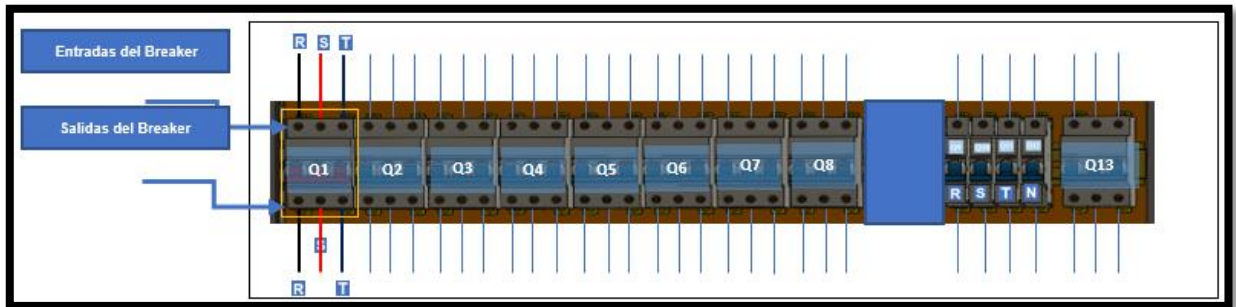 Entradas del Breaker
R S T
Salidas del Breaker
Q1 Q2 Q3 Q4 Q5 Q6 Q7 Q8 Q13
R S T N
S
R T